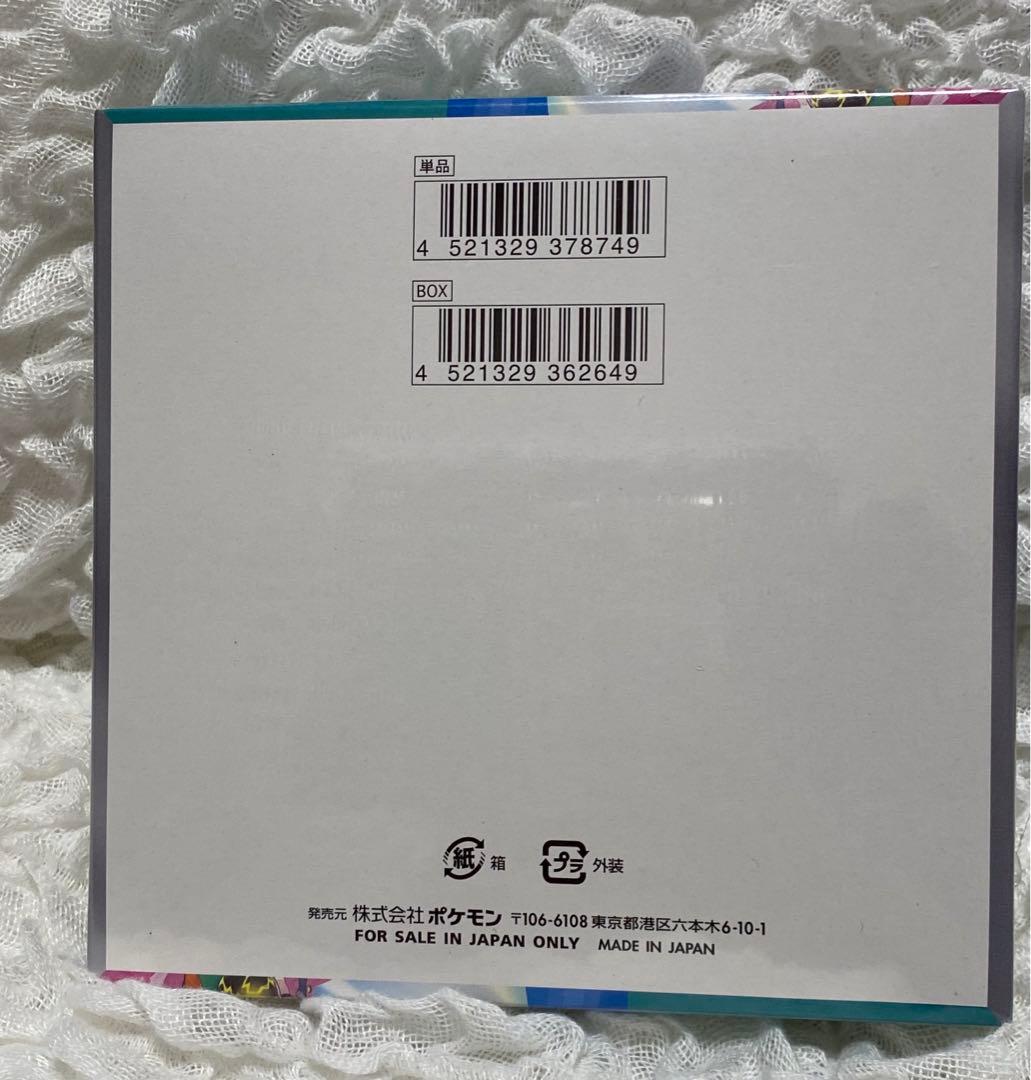 単品
4 521329 378749
BOX
4 521329 362649
紙 箱 プラ 外装
発売元 株式会社ポケモン 〒106-6108 東京都港区六本木6-10-1
FOR SALE IN JAPAN ONLY MADE IN JAPAN